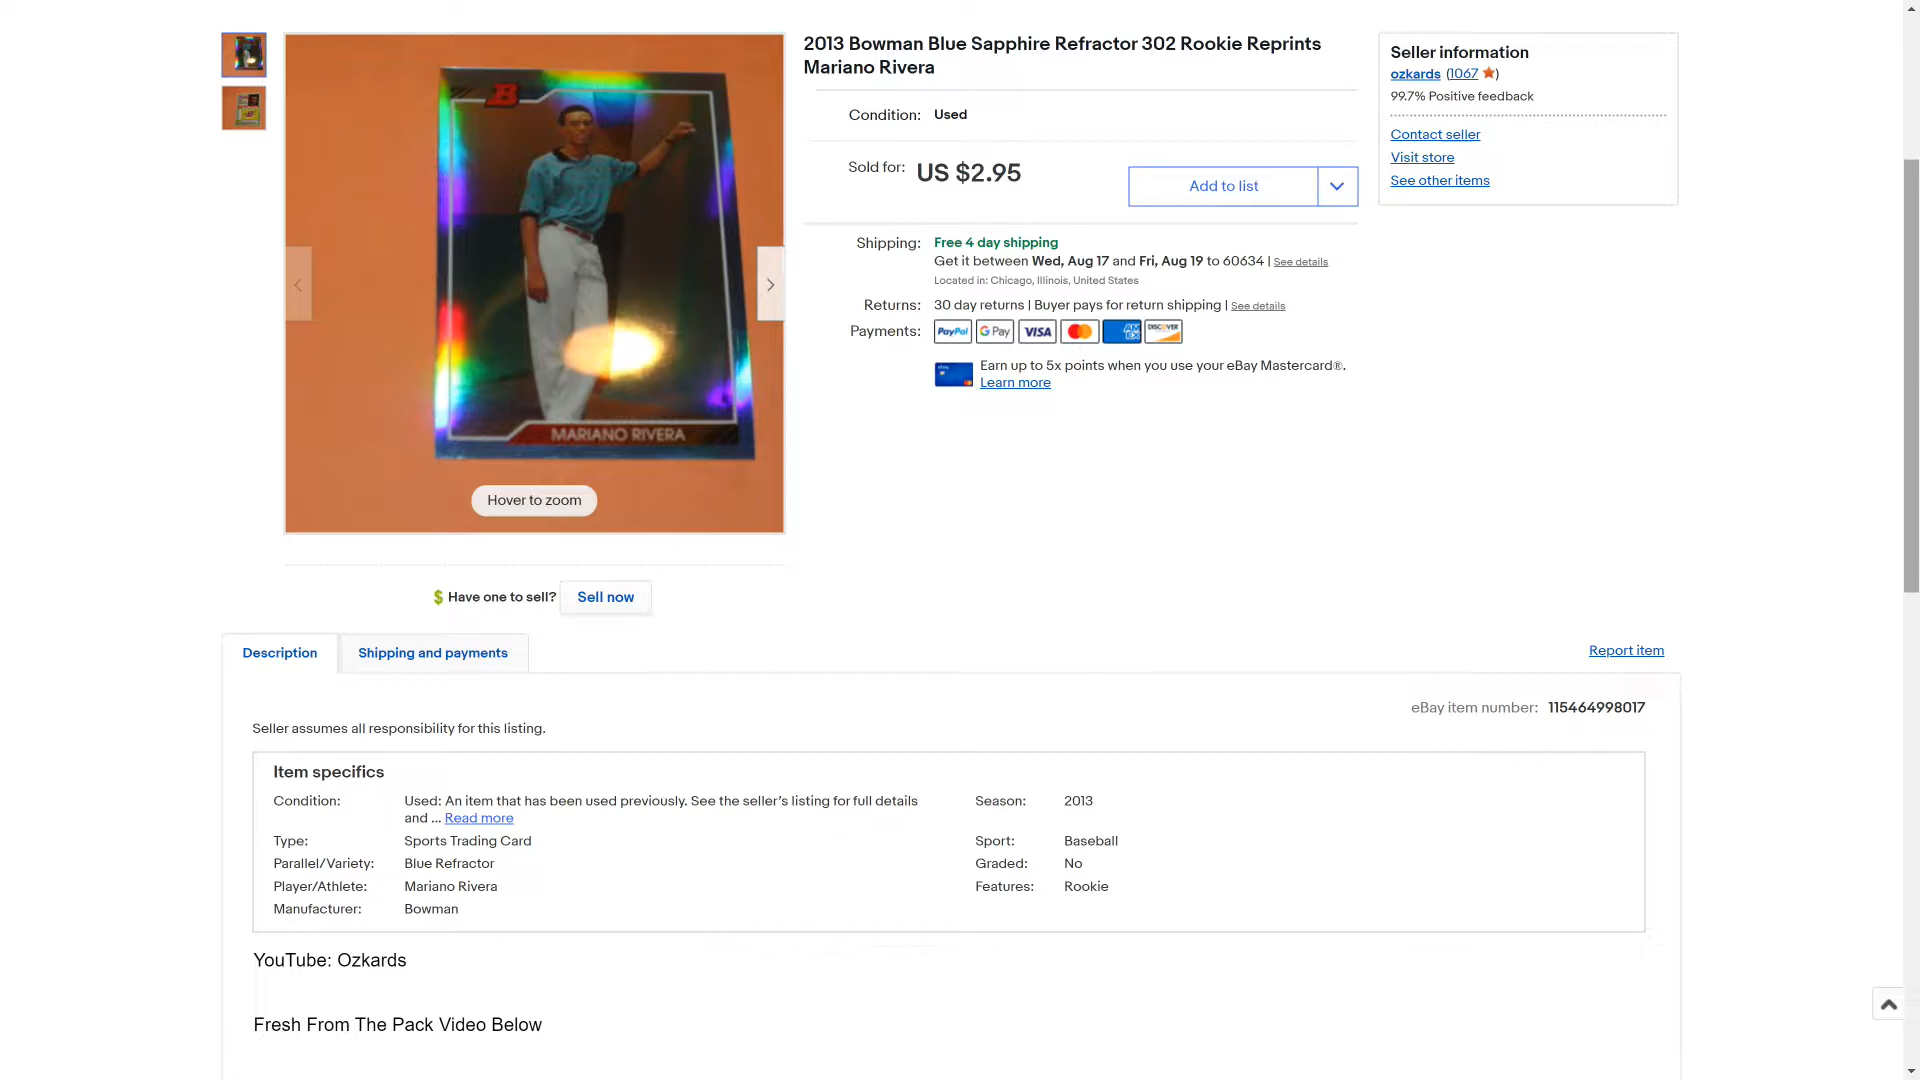 2013 Bowman Blue Sapphire Refractor 302 Rookie Reprints
Mariano Rivera
Condition: Used
Sold for: US $2.95
Add to list
Shipping: Free 4 day shipping
Get it between Wed, Aug 17 and Fri, Aug 19 to 60634 | See details
Located in: Chicago, Illinois, United States
Returns: 30 day returns | Buyer pays for return shipping | See details
Payments: PayPal G Pay VISA AM EX DISCOVER
Earn up to 5x points when you use your eBay Mastercard®.
Learn more
Seller information
ozkards (1067 ★)
99.7% Positive feedback
Contact seller
Visit store
See other items
B
MARIANO RIVERA
Hover to zoom
Have one to sell? Sell now
Description
Shipping and payments
Report item
eBay item number: 115464998017
Seller assumes all responsibility for this listing.
Item specifics
Condition: Used: An item that has been used previously. See the seller’s listing for full details
and ... Read more
Season: 2013
Type: Sports Trading Card
Sport: Baseball
Parallel/Variety: Blue Refractor
Graded: No
Player/Athlete: Mariano Rivera
Features: Rookie
Manufacturer: Bowman
YouTube: Ozkards
Fresh From The Pack Video Below